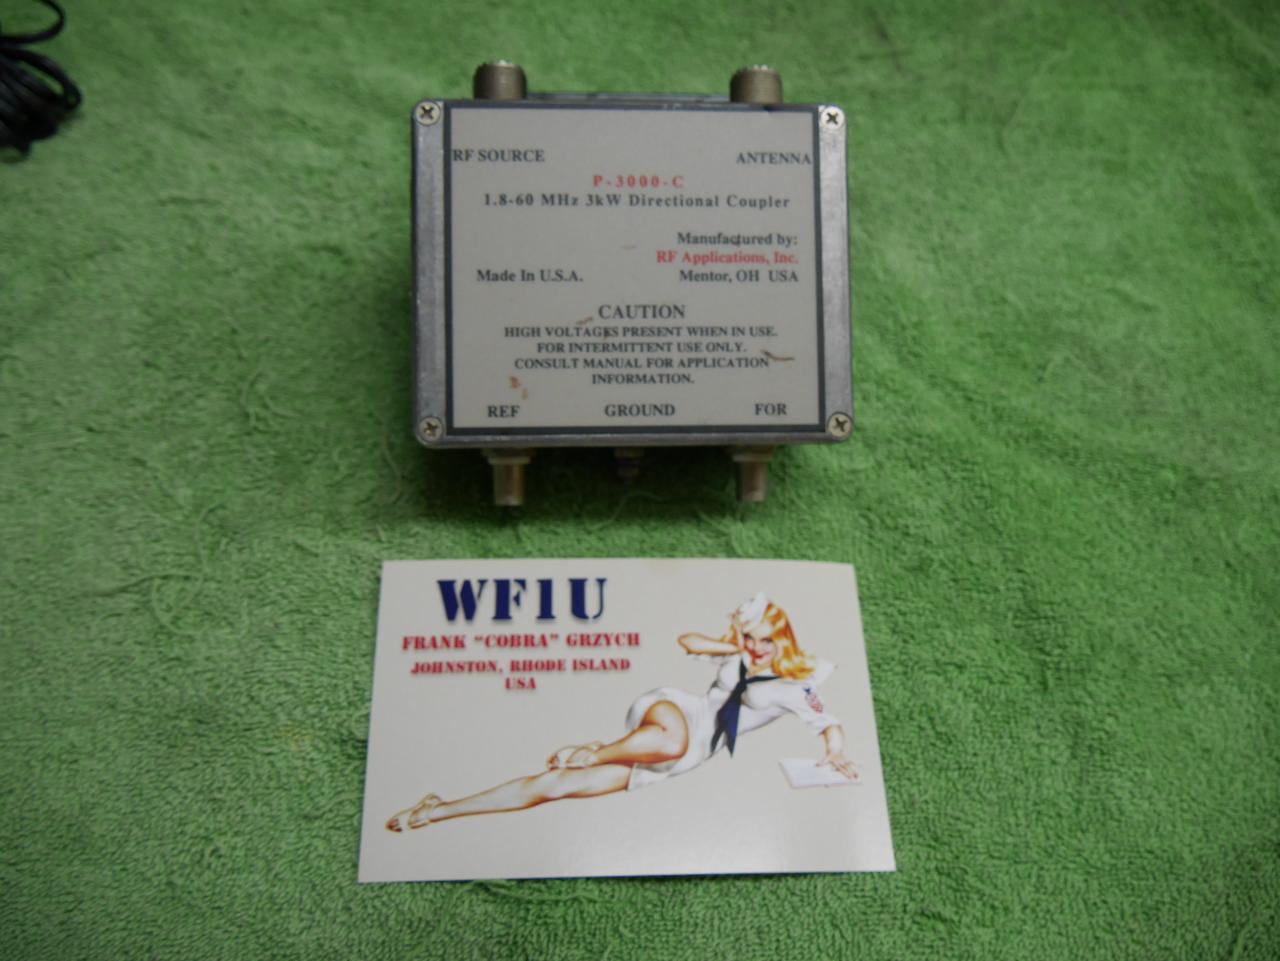 RF SOURCE ANTENNA
P-3000-C
1.8-60 MHz 3kW Directional Coupler
Manufactured by:
RF Applications, Inc.
Made In U.S.A. Mentor, OH USA
CAUTION
HIGH VOLTAGES PRESENT WHEN IN USE.
FOR INTERMITTENT USE ONLY.
CONSULT MANUAL FOR APPLICATION
INFORMATION.
REF GROUND FOR
WF1U
FRANK "COBRA" GRZYCH
JOHNSTON, RHODE ISLAND
USA